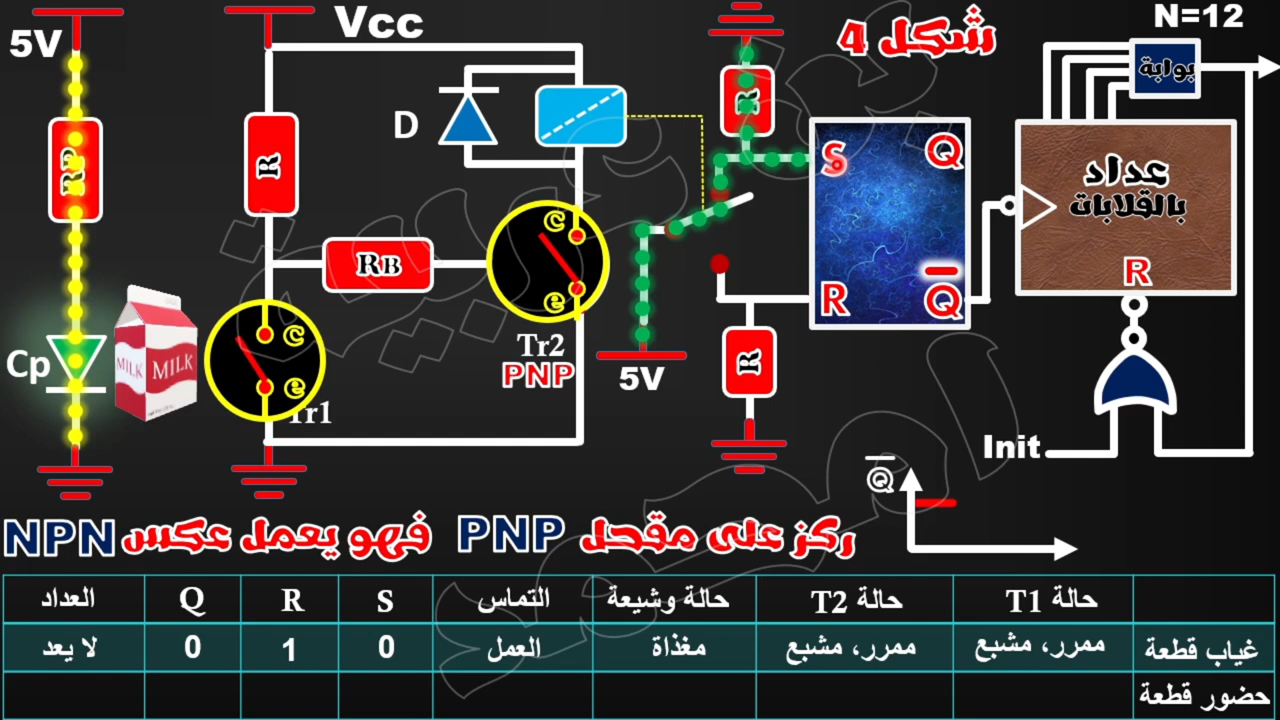 5V
Vcc
شكل 4
N=12
بوابة
RP
R
D
R
S
Q
عداد
بالقلابات
R
C
RB
C
e
R
Q
Cp
MILK
MILK
C
e
Tr1
Tr2
PNP
5V
R
Init
Q
ركز على مقحل PNP فهو يعمل عكس NPN
حالة T1
حالة T2
حالة وشيعة
التماس
S
R
Q
العداد
غياب قطعة
ممرر، مشبع
ممرر، مشبع
مغذاة
العمل
0
1
0
لا يعد
حضور قطعة